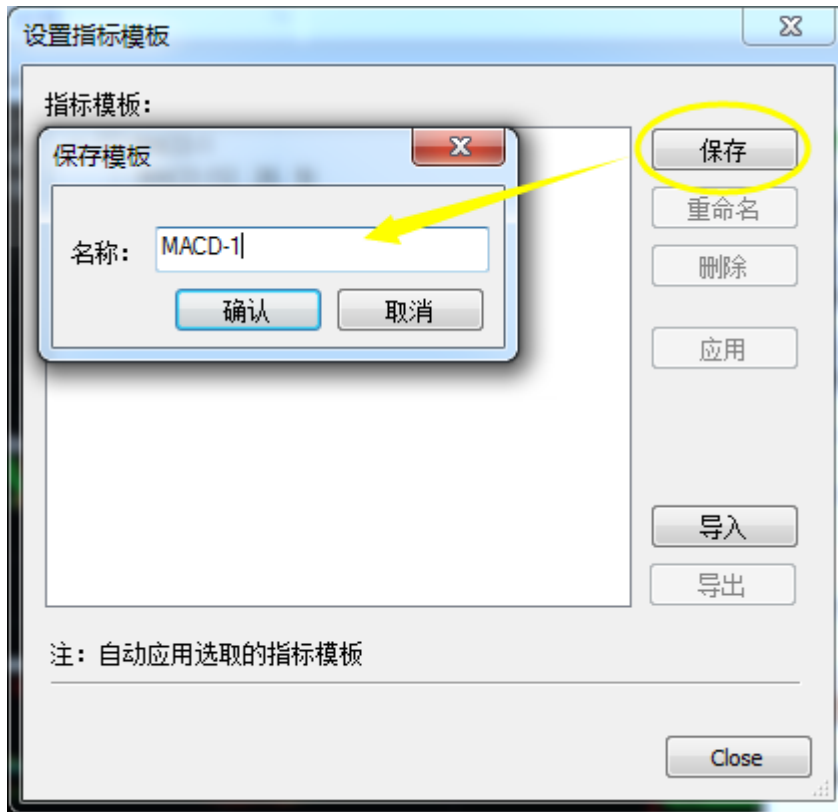 设置指标模板
指标模板：
保存模板
名称：
MACD-1
确认
取消
保存
重命名
删除
应用
导入
导出
注：自动应用选取的指标模板
Close